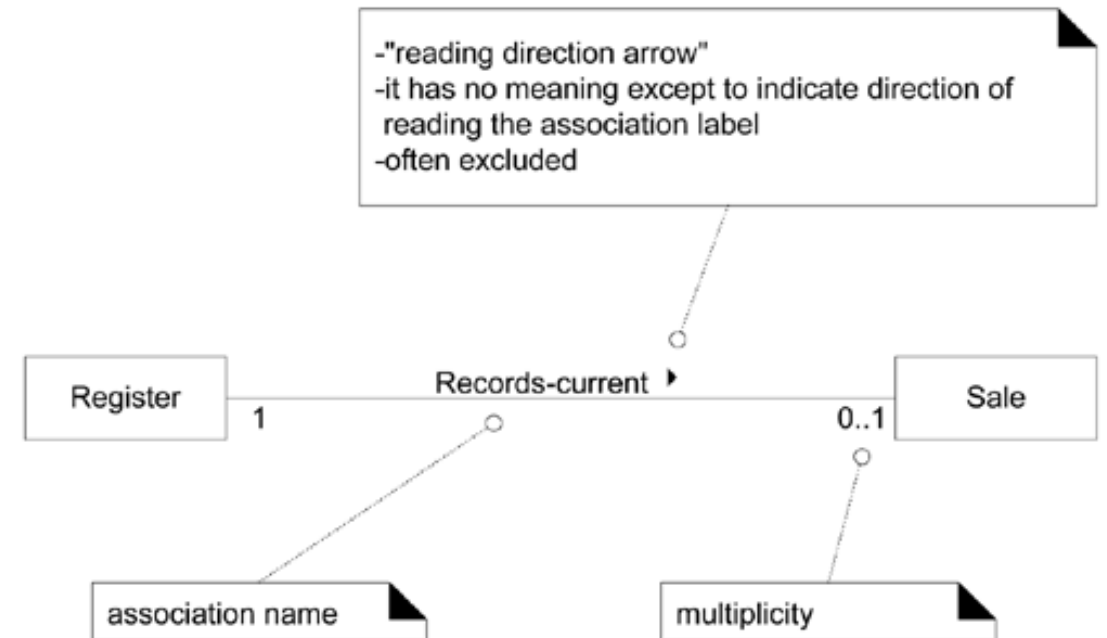 -"reading direction arrow"
-it has no meaning except to indicate direction of
reading the association label
-often excluded
Records-current
Register
Sale
1
0..1
association name
multiplicity